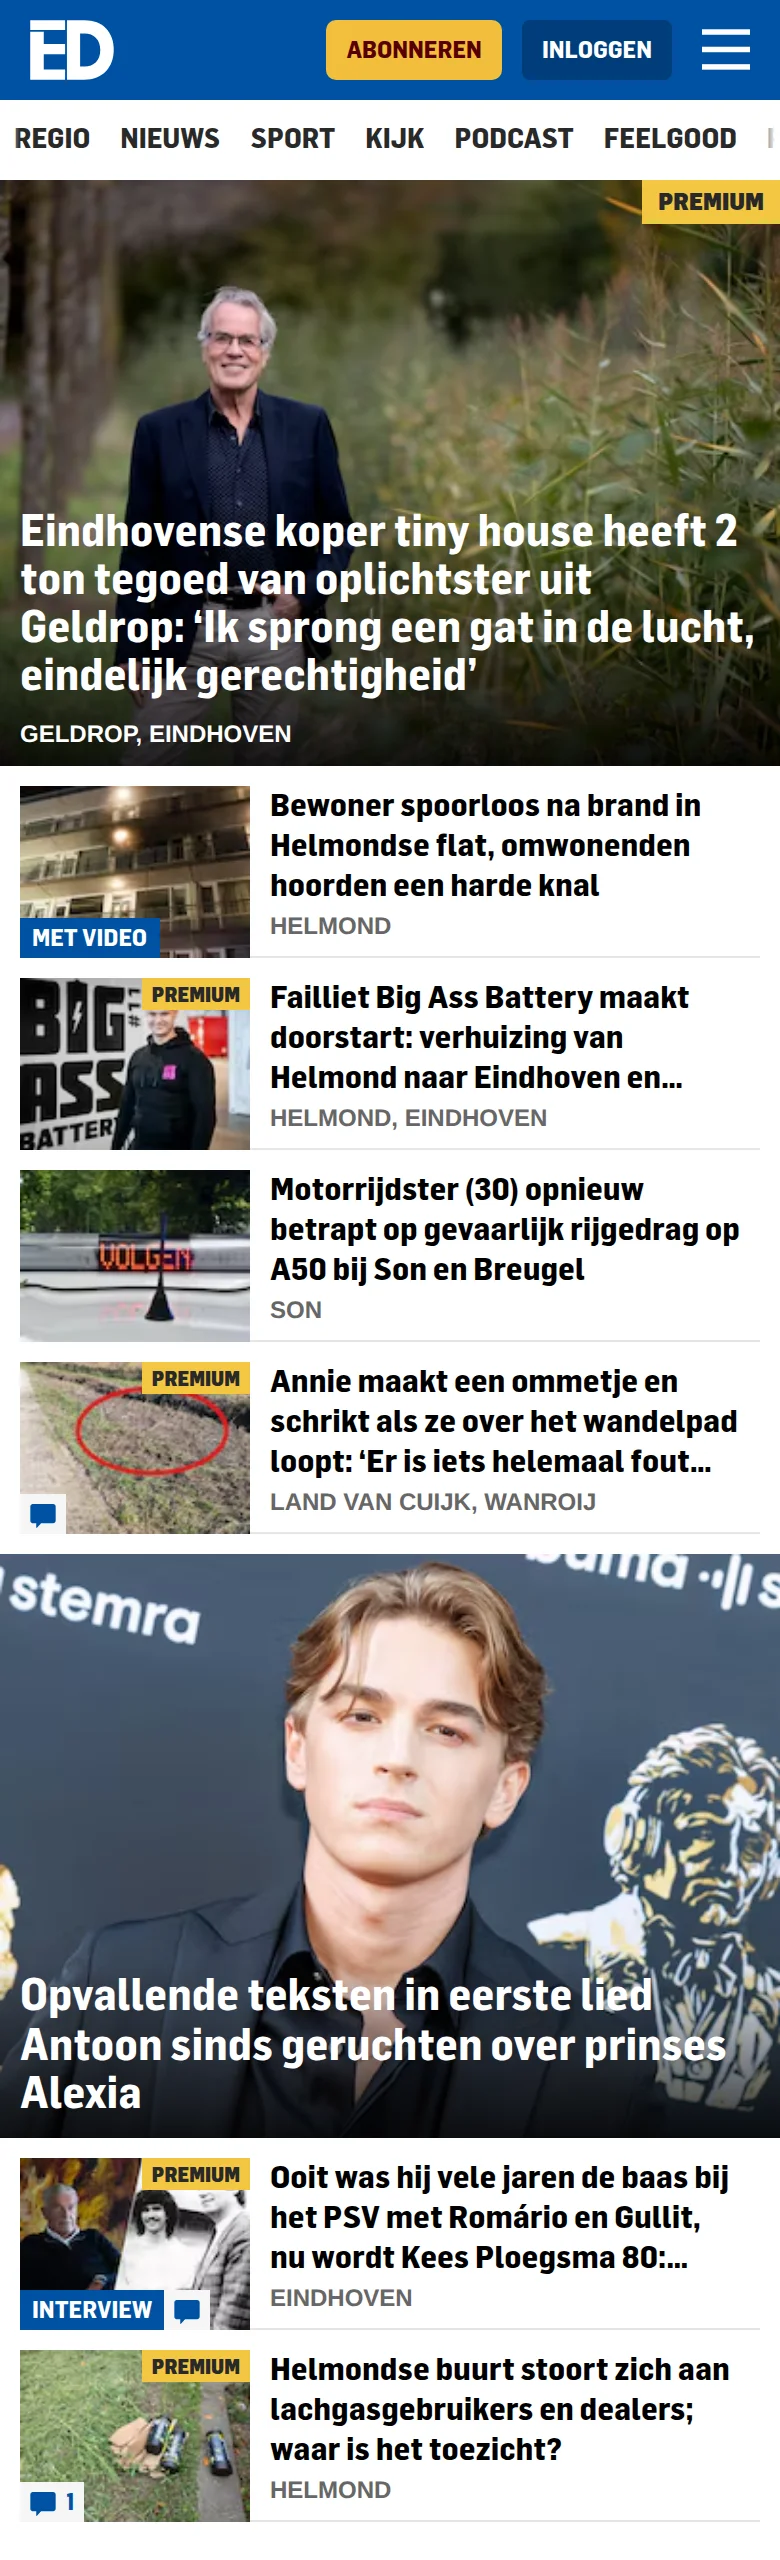 ED
ABONNEREN
INLOGGEN
REGIO NIEUWS SPORT KIJK PODCAST FEELGOOD
PREMIUM
Eindhovense koper tiny house heeft 2
ton tegoed van oplichtster uit
Geldrop: ‘Ik sprong een gat in de lucht,
eindelijk gerechtigheid’
GELDROP, EINDHOVEN
MET VIDEO
Bewoner spoorloos na brand in
Helmondse flat, omwonenden
hoorden een harde knal
HELMOND
BIG
ASS
BATTERY
#1
PREMIUM
Failliet Big Ass Battery maakt
doorstart: verhuizing van
Helmond naar Eindhoven en...
HELMOND, EINDHOVEN
VOLGEN
Motorrijdster (30) opnieuw
betrapt op gevaarlijk rijgedrag op
A50 bij Son en Breugel
SON
PREMIUM
Annie maakt een ommetje en
schrikt als ze over het wandelpad
loopt: ‘Er is iets helemaal fout...
LAND VAN CUIJK, WANROIJ
stemra
buma s
Opvallende teksten in eerste lied
Antoon sinds geruchten over prinses
Alexia
PREMIUM
INTERVIEW
Ooit was hij vele jaren de baas bij
het PSV met Romário en Gullit,
nu wordt Kees Ploegsma 80:...
EINDHOVEN
PREMIUM
1
Helmondse buurt stoort zich aan
lachgasgebruikers en dealers;
waar is het toezicht?
HELMOND